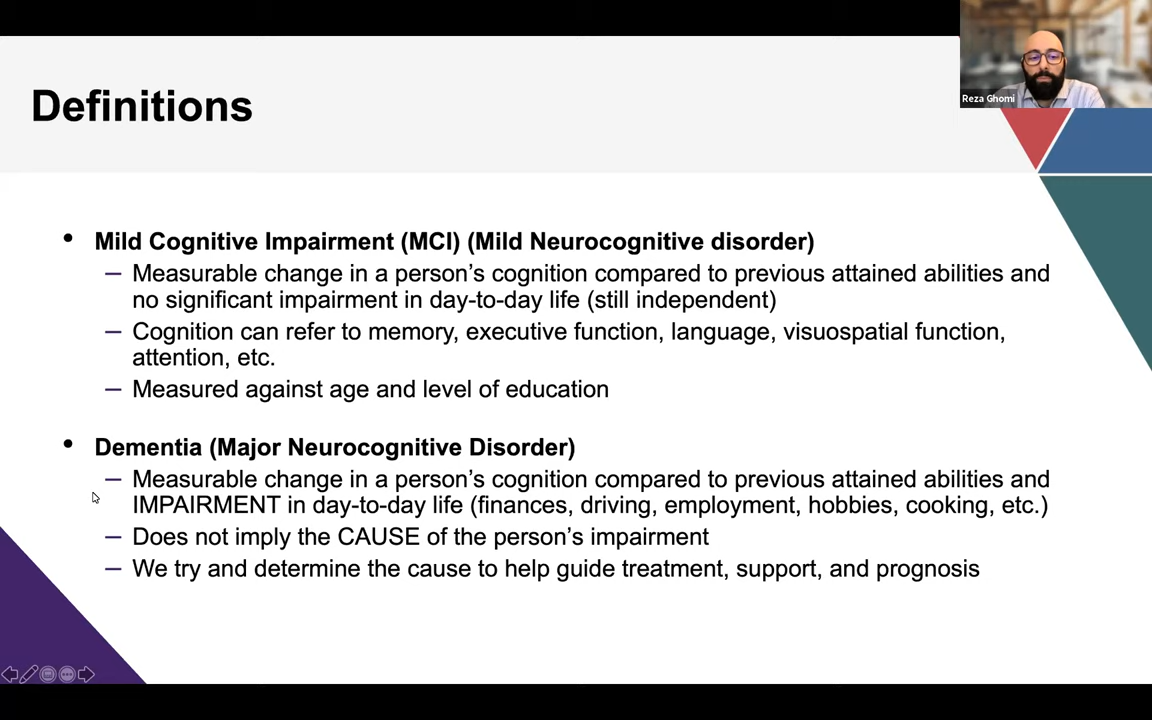 Reza Ghomi
Definitions
• Mild Cognitive Impairment (MCI) (Mild Neurocognitive disorder)
– Measurable change in a person’s cognition compared to previous attained abilities and
no significant impairment in day-to-day life (still independent)
– Cognition can refer to memory, executive function, language, visuospatial function,
attention, etc.
– Measured against age and level of education
• Dementia (Major Neurocognitive Disorder)
– Measurable change in a person’s cognition compared to previous attained abilities and
IMPAIRMENT in day-to-day life (finances, driving, employment, hobbies, cooking, etc.)
– Does not imply the CAUSE of the person’s impairment
– We try and determine the cause to help guide treatment, support, and prognosis